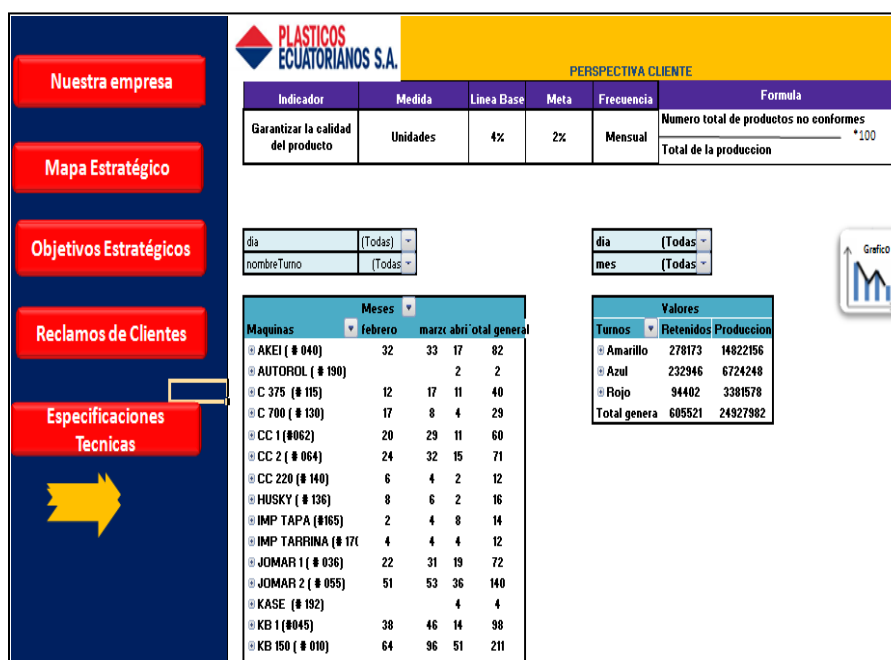 PLASTICOS
ECUATORIANOS S.A.
PERSPECTIVA CLIENTE
Nuestra empresa
Mapa Estratégico
Objetivos Estratégicos
Reclamos de Clientes
Especificaciones
Tecnicas
Indicador Medida Linea Base Meta Frecuencia Formula
Garantizar la calidad
del producto
Unidades 4% 2% Mensual
Numero total de productos no conformes
*100
Total de la produccion
dia (Todas)
nombreTurno (Todas
dia (Todas
mes (Todas
Grafico
Meses
Maquinas febrero marzo abri otal general
AKEI ( # 040) 32 33 17 82
AUTOROL ( # 190) 2 2
C 375 (# 115) 12 17 11 40
C 700 ( # 130) 17 8 4 29
CC 1 (#062) 20 29 11 60
CC 2 ( # 064) 24 32 15 71
CC 220 (# 140) 6 4 2 12
HUSKY ( # 136) 8 6 2 16
IMP TAPA (#165) 2 4 8 14
IMP TARRINA (# 170 4 4 4 12
JOMAR 1 ( # 036) 22 31 19 72
JOMAR 2 ( # 055) 51 53 36 140
KASE (# 192) 4 4
KB 1 (#045) 38 46 14 98
KB 150 ( # 010) 64 96 51 211
Valores
Turnos Retenidos Produccion
Amarillo 278173 14822156
Azul 232946 6724248
Rojo 94402 3381578
Total genera 605521 24927982